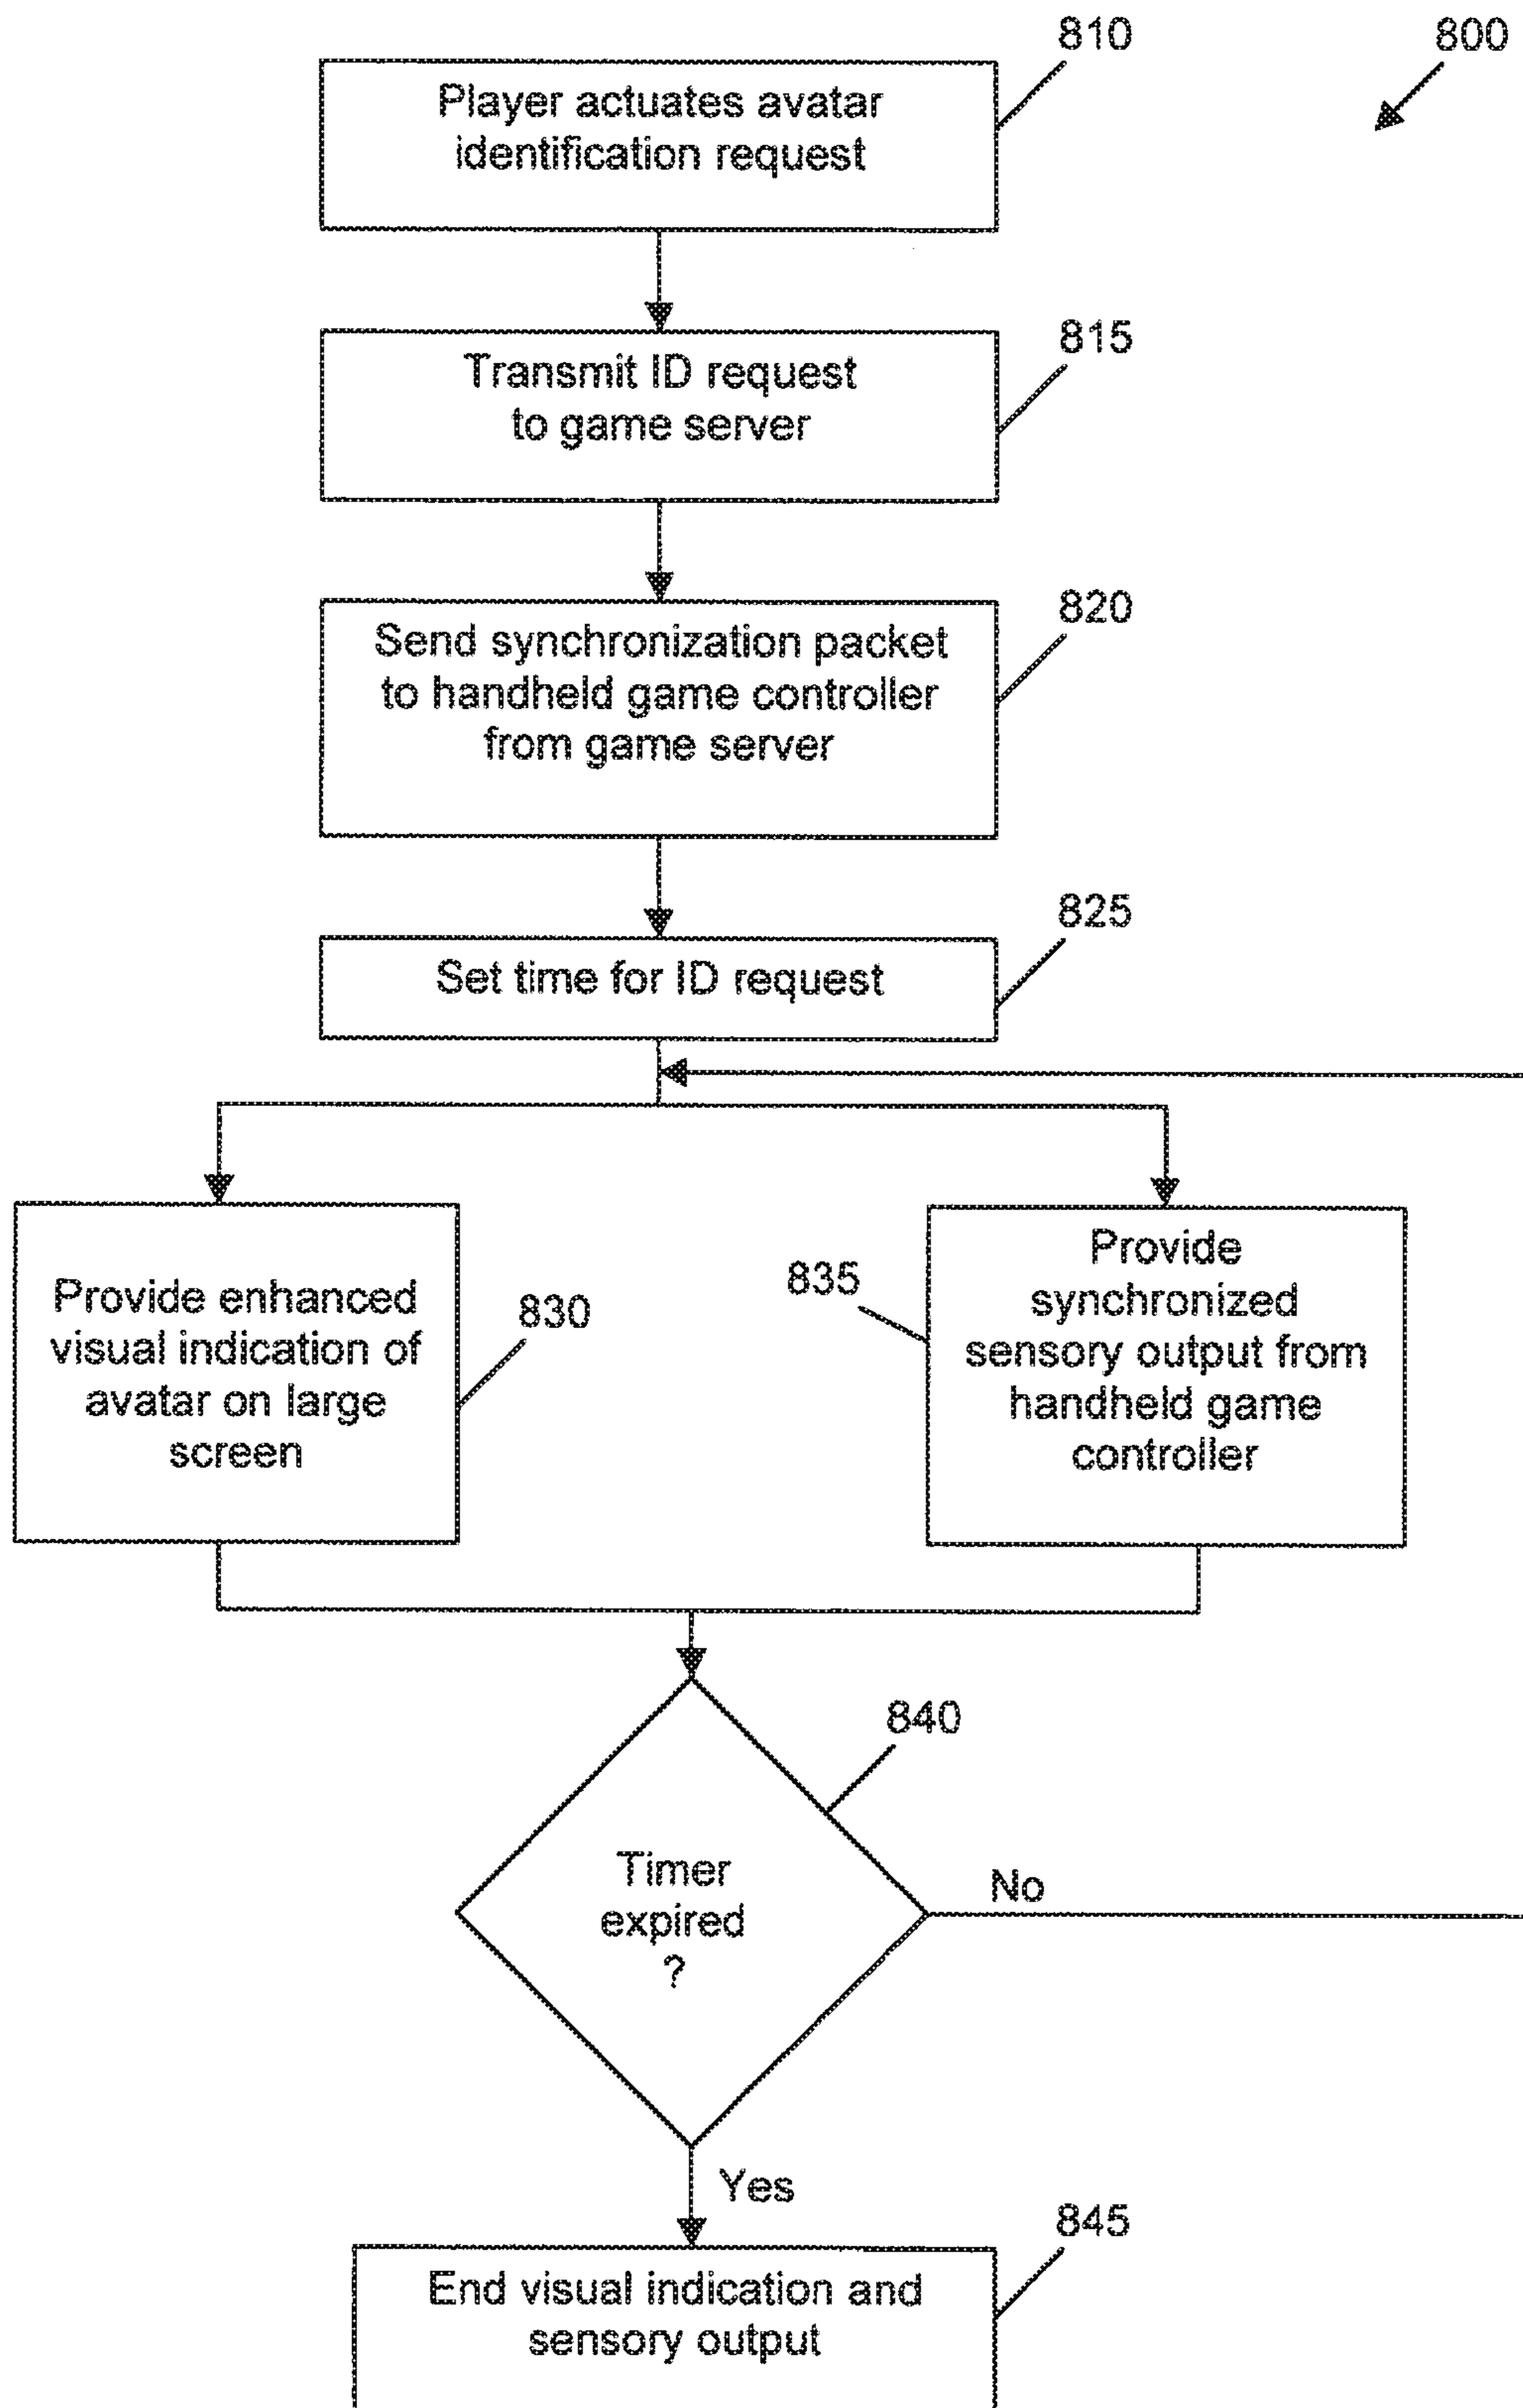 810
800
Player actuates avatar
identification request
815
Transmit ID request
to game server
820
Send synchronization packet
to handheld game controller
from game server
825
Set time for ID request
Provide enhanced
visual indication of
avatar on large
screen
830
835
Provide
synchronized
sensory output from
handheld game
controller
840
Timer
expired
?
No
Yes
845
End visual indication and
sensory output